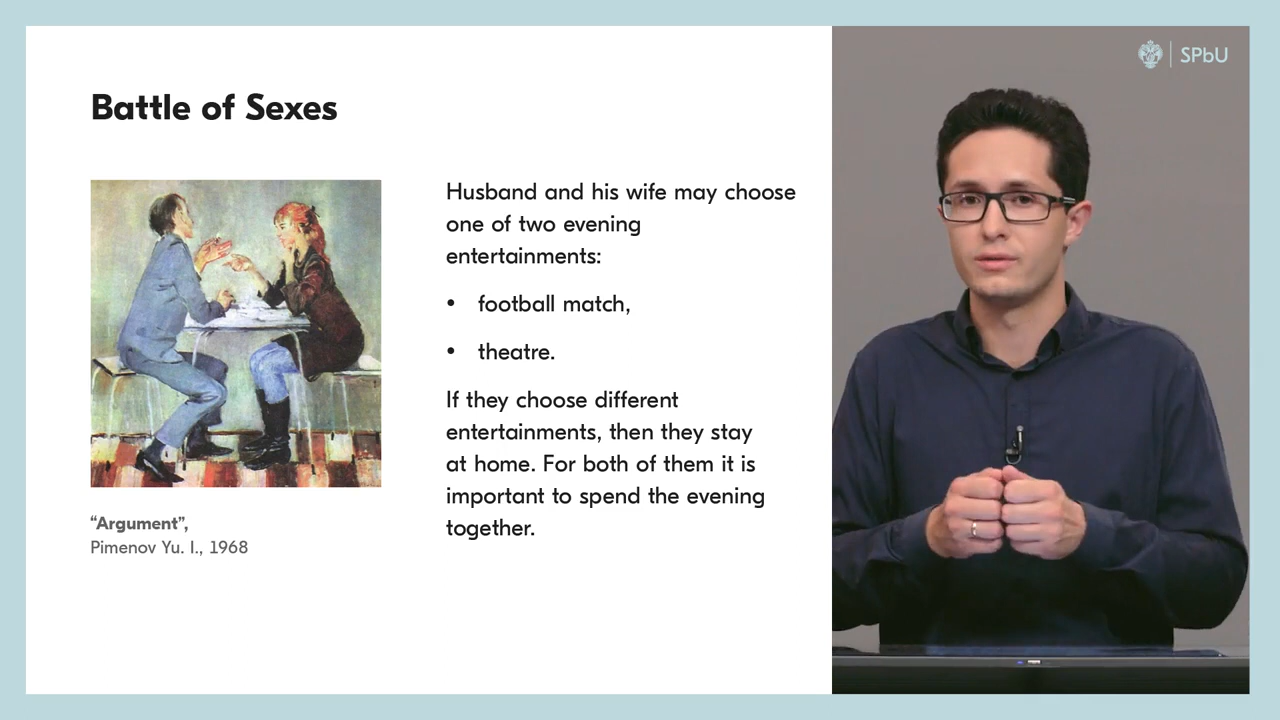 SPbU
Battle of Sexes
Husband and his wife may choose
one of two evening
entertainments:
• football match,
• theatre.
If they choose different
entertainments, then they stay
at home. For both of them it is
important to spend the evening
together.
“Argument”,
Pimenov Yu. I., 1968